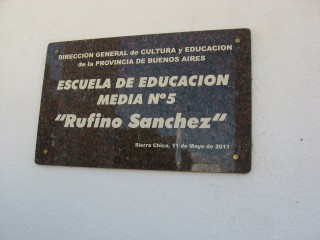 DIRECCION GENERAL de CULTURA y EDUCACION
de la PROVINCIA DE BUENOS AIRES
ESCUELA DE EDUCACION
MEDIA Nº5
"Rufino Sanchez"
Sierra Chica, 11 de Mayo de 2011